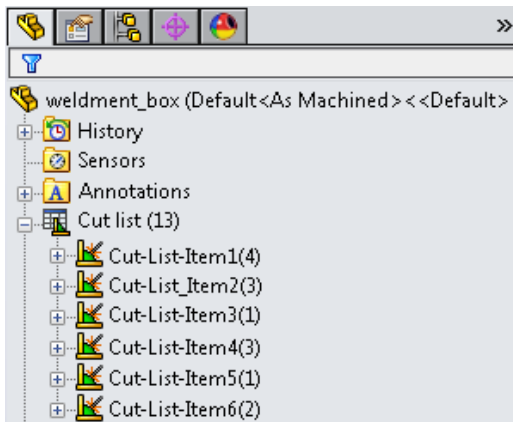 »
weldment_box (Default<As Machined><<Default>
History
Sensors
A Annotations
Cut list (13)
Cut-List-Item1(4)
Cut-List_Item2(3)
Cut-List-Item3(1)
Cut-List-Item4(3)
Cut-List-Item5(1)
Cut-List-Item6(2)